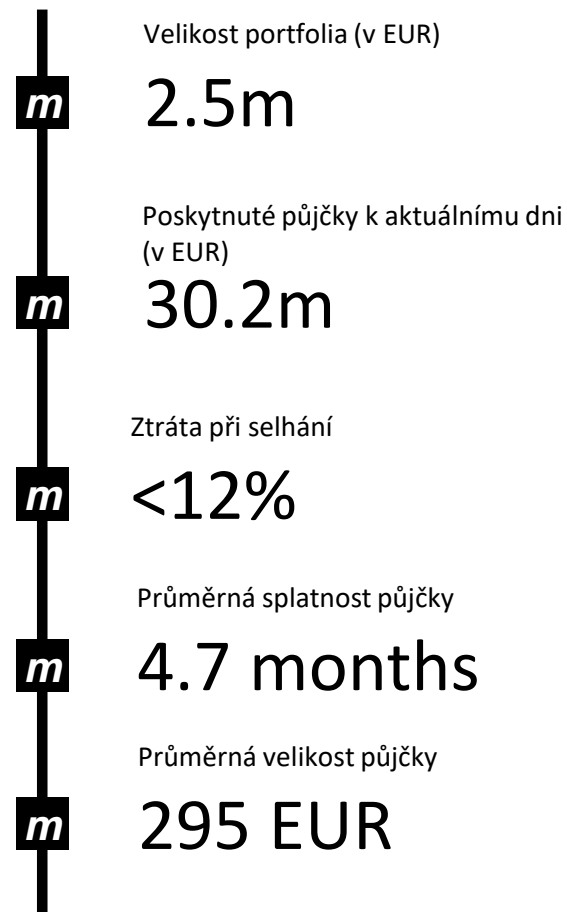 Velikost portfolia (v EUR)
m
2.5m
Poskytnuté půjčky k aktuálnímu dni
(v EUR)
m
30.2m
Ztráta při selhání
m
<12%
Průměrná splatnost půjčky
m
4.7 months
Průměrná velikost půjčky
m
295 EUR